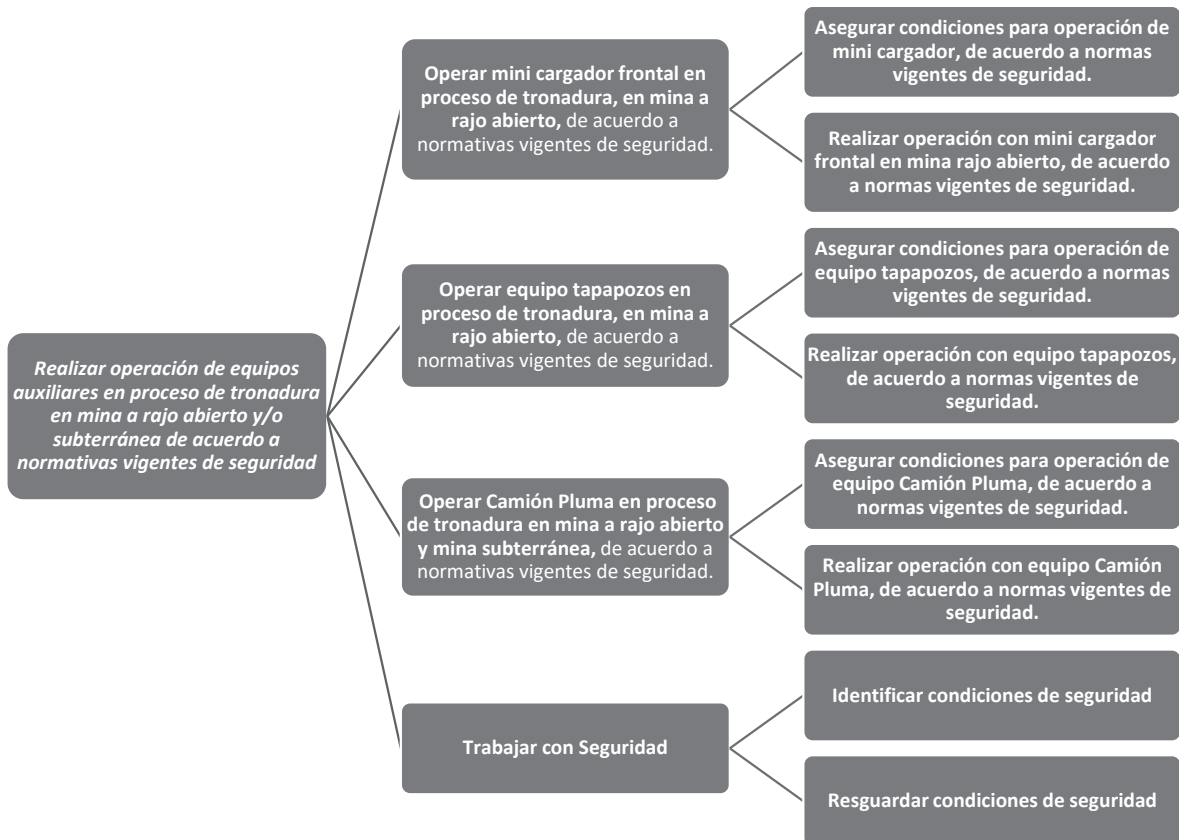 Realizar operación de equipos
auxiliares en proceso de tronadura
en mina a rajo abierto y/o
subterránea de acuerdo a
normativas vigentes de seguridad
Operar mini cargador frontal en
proceso de tronadura, en mina a
rajo abierto, de acuerdo a
normativas vigentes de seguridad.
Asegurar condiciones para operación de
mini cargador, de acuerdo a normas
vigentes de seguridad.
Realizar operación con mini cargador
frontal en mina rajo abierto, de acuerdo
a normas vigentes de seguridad.
Operar equipo tapapozos en
proceso de tronadura, en mina a
rajo abierto, de acuerdo a
normativas vigentes de seguridad.
Asegurar condiciones para operación de
equipo tapapozos, de acuerdo a normas
vigentes de seguridad.
Realizar operación con equipo tapapozos,
de acuerdo a normas vigentes de
seguridad.
Operar Camión Pluma en proceso
de tronadura en mina a rajo abierto
y mina subterránea, de acuerdo a
normativas vigentes de seguridad.
Asegurar condiciones para operación de
equipo Camión Pluma, de acuerdo a
normas vigentes de seguridad.
Realizar operación con equipo Camión
Pluma, de acuerdo a normas vigentes de
seguridad.
Trabajar con Seguridad
Identificar condiciones de seguridad
Resguardar condiciones de seguridad